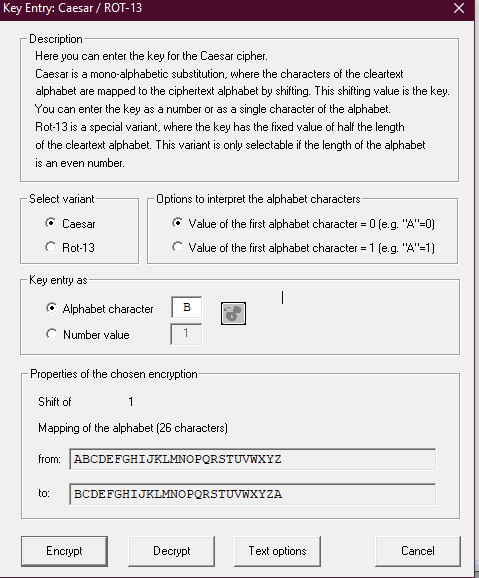 Key Entry: Caesar / ROT-13
Description
Here you can enter the key for the Caesar cipher.
Caesar is a mono-alphabetic substitution, where the characters of the cleartext
alphabet are mapped to the ciphertext alphabet by shifting. This shifting value is the key.
You can enter the key as a number or as a single character of the alphabet.
Rot-13 is a special variant, where the key has the fixed value of half the length
of the cleartext alphabet. This variant is only selectable if the length of the alphabet
is an even number.
Select variant
Caesar
Rot-13
Options to interpret the alphabet characters
Value of the first alphabet character = 0 (e.g. "A"=0)
Value of the first alphabet character = 1 (e.g. "A"=1)
Key entry as
Alphabet character B
Number value 1
Properties of the chosen encryption
Shift of 1
Mapping of the alphabet (26 characters)
from: ABCDEFGHIJKLMNOPQRSTUVWXYZ
to: BCDEFGHIJKLMNOPQRSTUVWXYZA
Encrypt Decrypt Text options Cancel